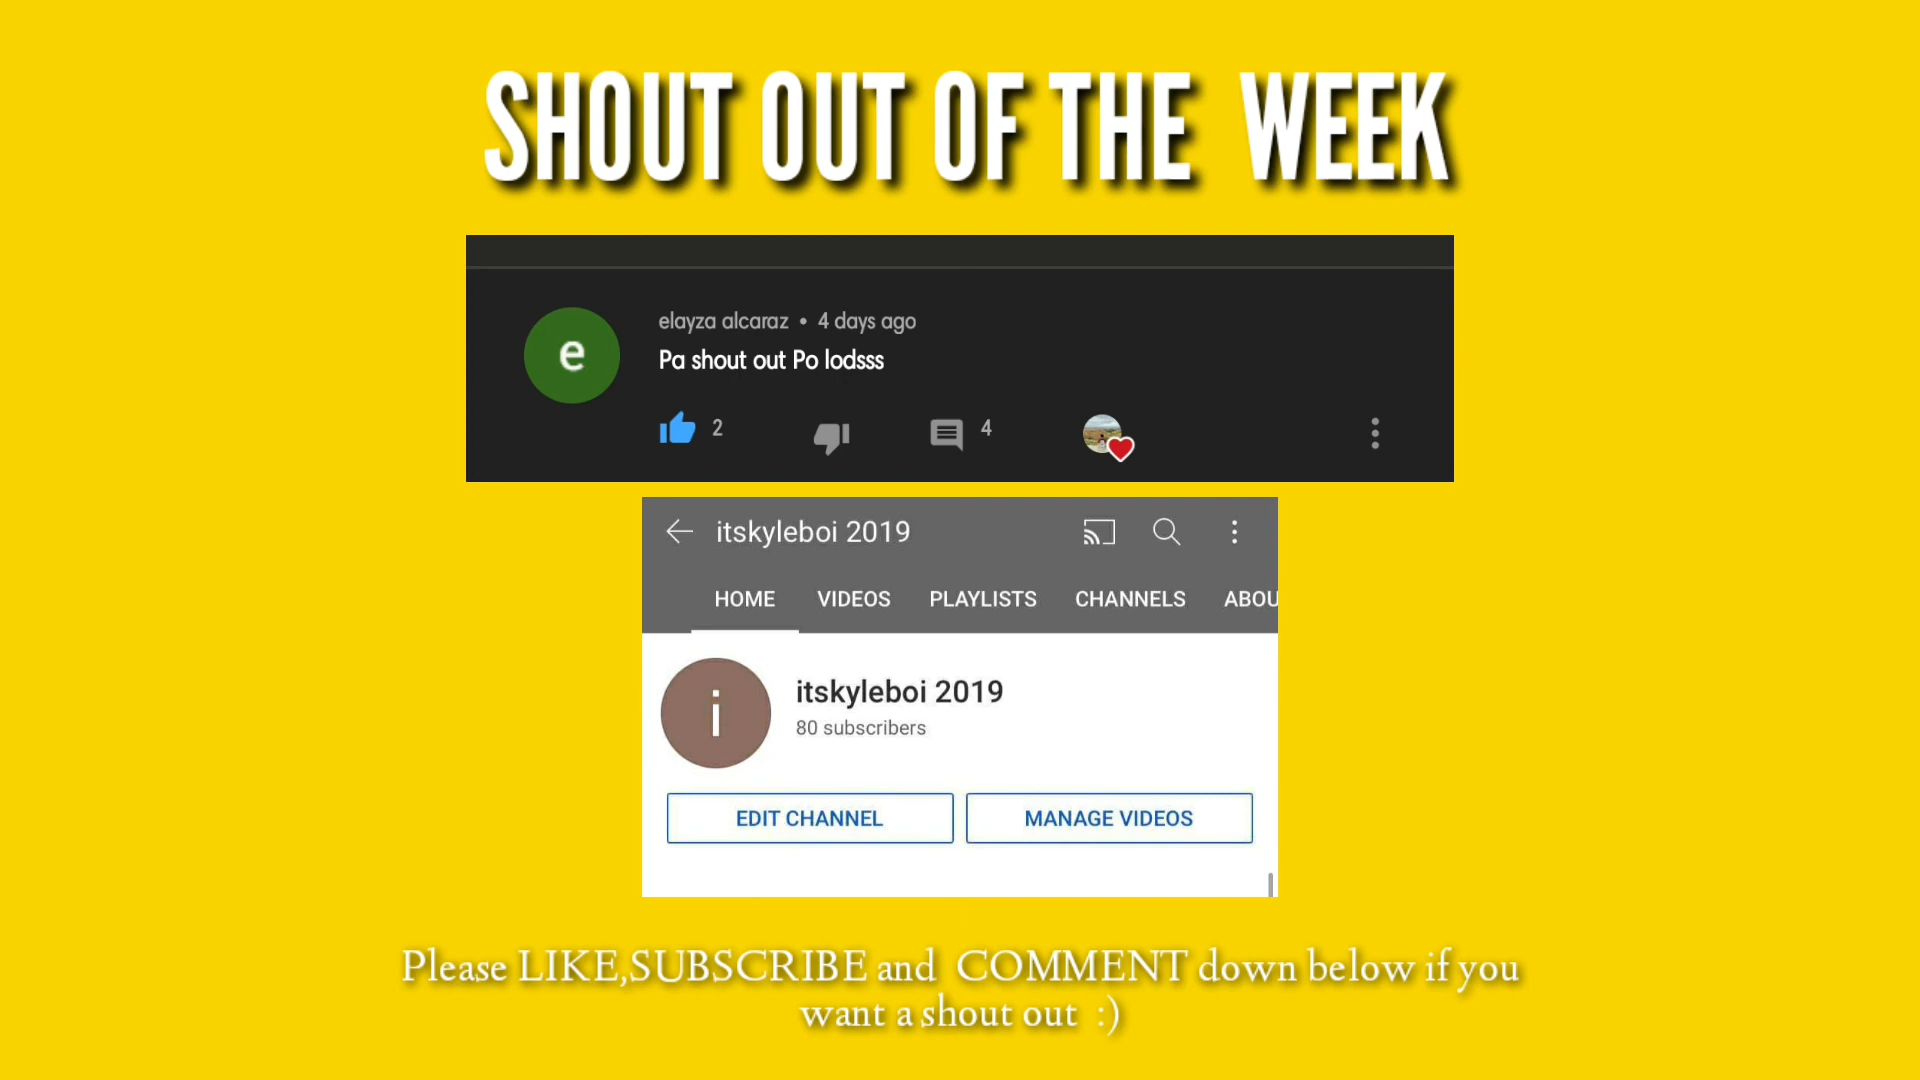 SHOUT OUT OF THE WEEK
e
elayza alcaraz • 4 days ago
Pa shout out Po lodsss
2 4
itskyleboi 2019
HOME VIDEOS PLAYLISTS CHANNELS ABOU
i
itskyleboi 2019
80 subscribers
EDIT CHANNEL MANAGE VIDEOS
Please LIKE,SUBSCRIBE and COMMENT down below if you
want a shout out :)